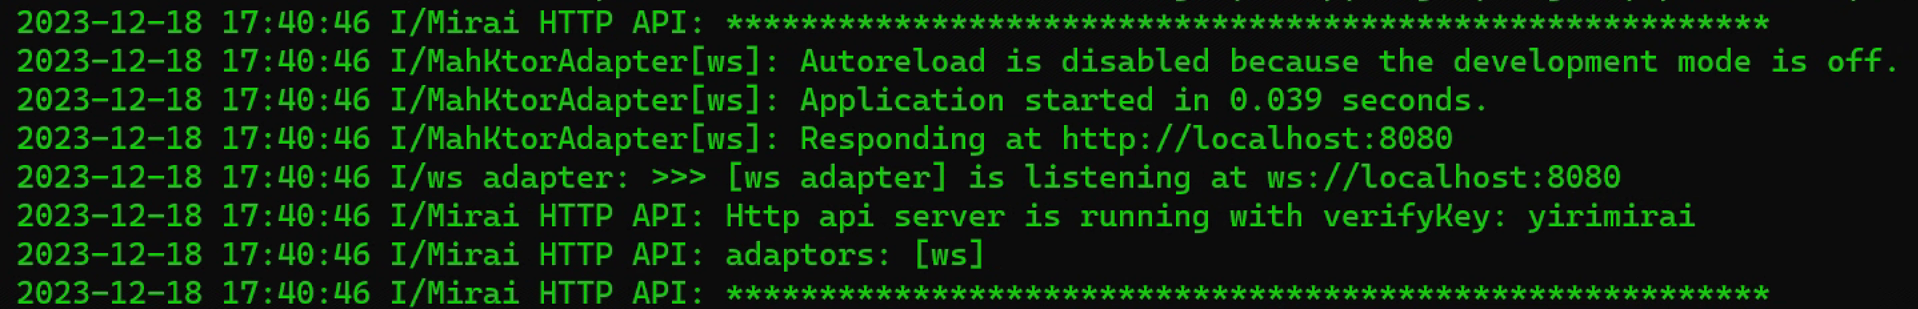 2023-12-18 17:40:46 I/Mirai HTTP API: ********************************************************
2023-12-18 17:40:46 I/MahKtorAdapter[ws]: Autoreload is disabled because the development mode is off.
2023-12-18 17:40:46 I/MahKtorAdapter[ws]: Application started in 0.039 seconds.
2023-12-18 17:40:46 I/MahKtorAdapter[ws]: Responding at http://localhost:8080
2023-12-18 17:40:46 I/ws adapter: >>> [ws adapter] is listening at ws://localhost:8080
2023-12-18 17:40:46 I/Mirai HTTP API: Http api server is running with verifyKey: yirimirai
2023-12-18 17:40:46 I/Mirai HTTP API: adaptors: [ws]
2023-12-18 17:40:46 I/Mirai HTTP API: ********************************************************